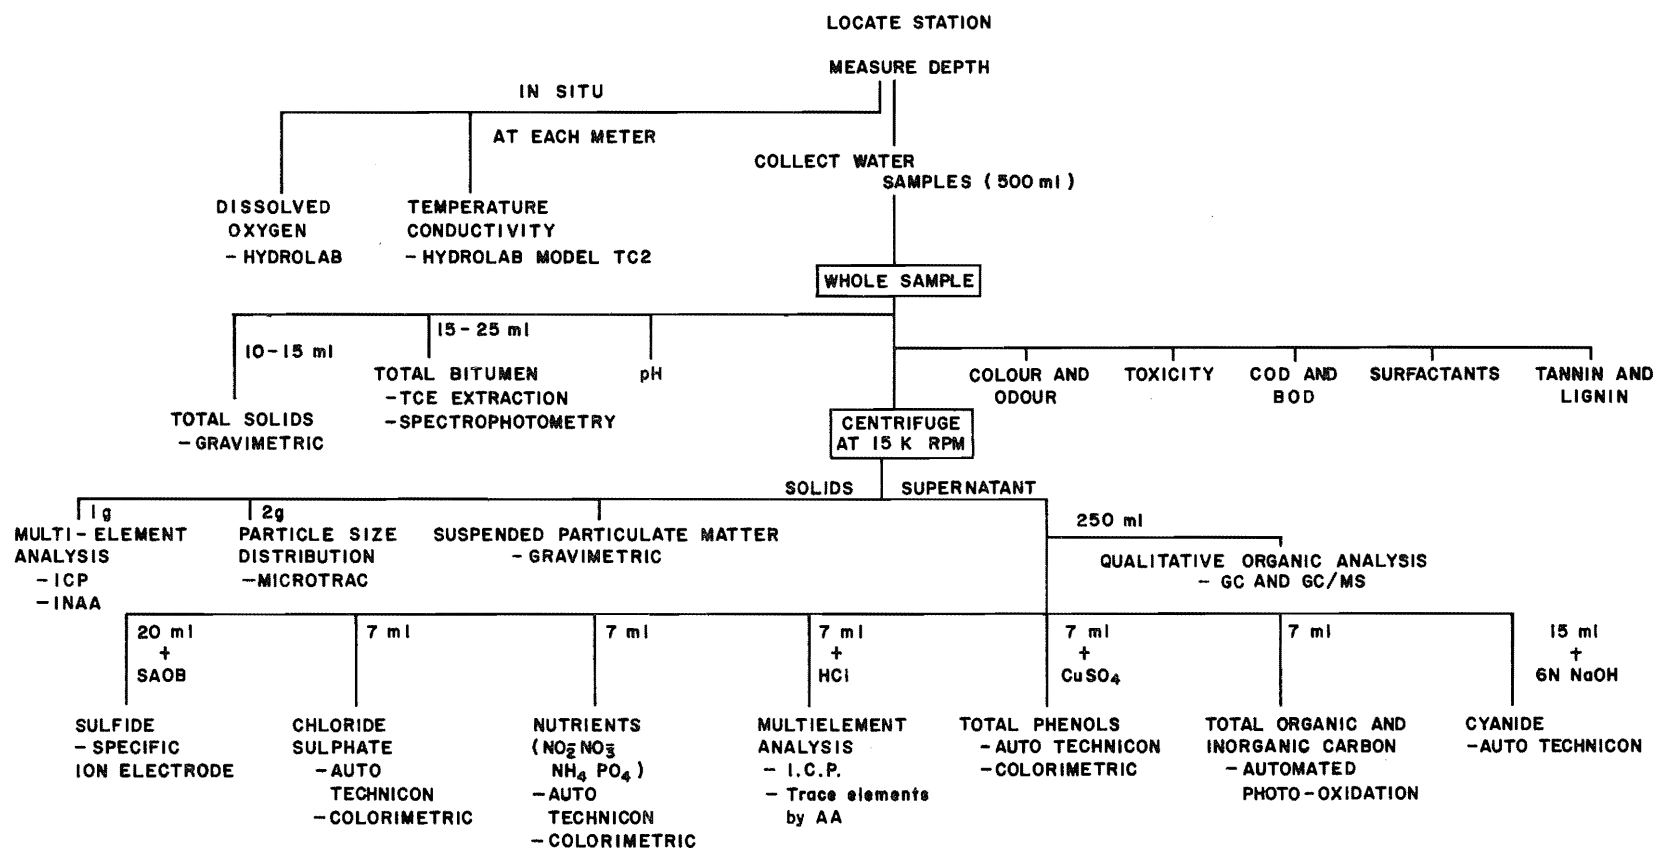 LOCATE STATION
MEASURE DEPTH
IN SITU
AT EACH METER
COLLECT WATER
SAMPLES (500 ml)
DISSOLVED
OXYGEN
- HYDROLAB
TEMPERATURE
CONDUCTIVITY
- HYDROLAB MODEL TC2
WHOLE SAMPLE
10-15 ml
TOTAL SOLIDS
- GRAVIMETRIC
15-25 ml
TOTAL BITUMEN
- TCE EXTRACTION
- SPECTROPHOTOMETRY
pH
COLOUR AND
ODOUR
TOXICITY
COD AND
BOD
SURFACTANTS
TANNIN AND
LIGNIN
CENTRIFUGE
AT 15 K RPM
SOLIDS
SUPERNATANT
1g
MULTI-ELEMENT
ANALYSIS
- ICP
- INAA
2g
PARTICLE SIZE
DISTRIBUTION
- MICROTRAC
SUSPENDED PARTICULATE MATTER
- GRAVIMETRIC
250 ml
QUALITATIVE ORGANIC ANALYSIS
- GC AND GC/MS
20 ml
+
SAOB
SULFIDE
- SPECIFIC
ION ELECTRODE
7 ml
CHLORIDE
SULPHATE
- AUTO
TECHNICON
- COLORIMETRIC
7 ml
NUTRIENTS
(NO₂⁻ NO₃⁻
NH₄ PO₄)
- AUTO
TECHNICON
- COLORIMETRIC
7 ml
+
HCl
MULTIELEMENT
ANALYSIS
- I.C.P.
- Trace elements
by AA
7 ml
+
CuSO₄
TOTAL PHENOLS
- AUTO TECHNICON
- COLORIMETRIC
7 ml
TOTAL ORGANIC AND
INORGANIC CARBON
- AUTOMATED
PHOTO-OXIDATION
15 ml
+
6N NaOH
CYANIDE
- AUTO TECHNICON